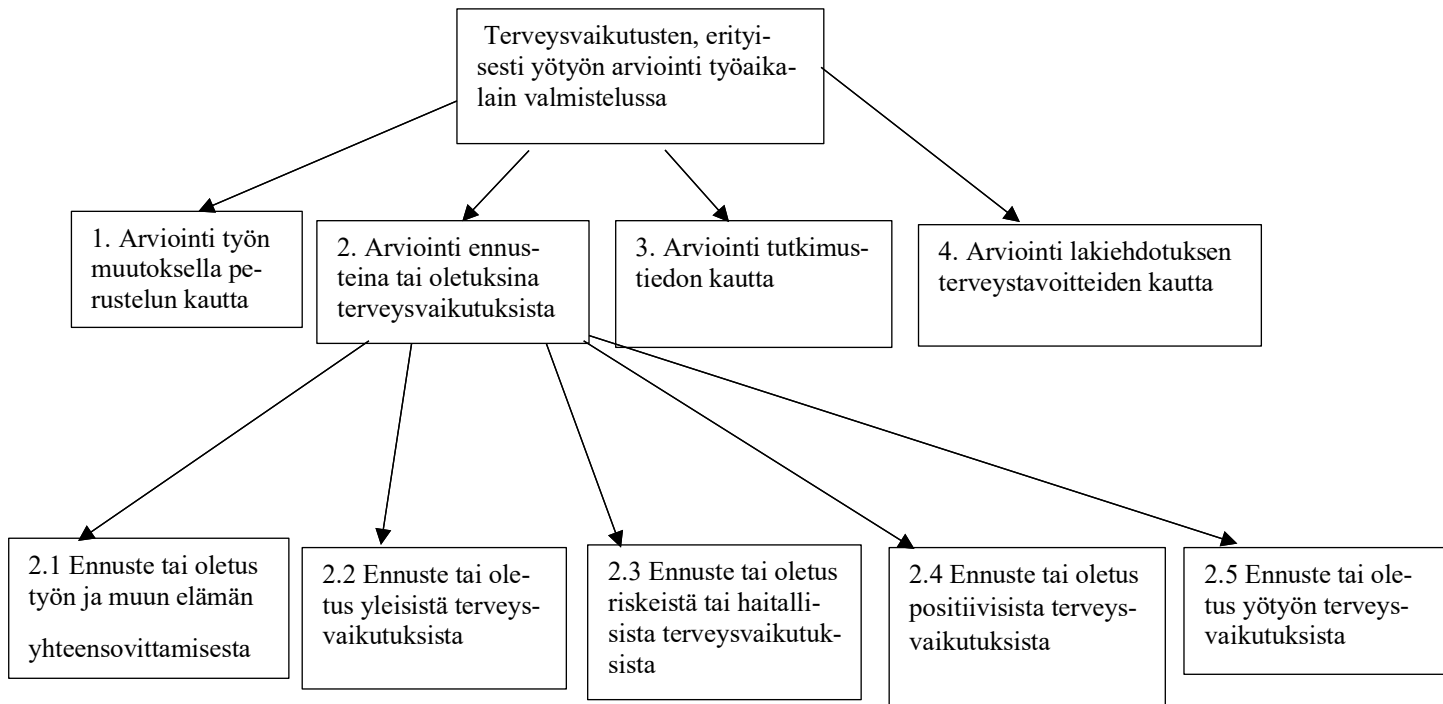 Terveysvaikutusten, erityi-
sesti yötyön arviointi työaika-
lain valmistelussa
1. Arviointi työn
muutoksella pe-
rustelun kautta
2. Arviointi ennus-
teina tai oletuksina
terveysvaikutuksista
3. Arviointi tutkimus-
tiedon kautta
4. Arviointi lakiehdotuksen
terveystavoitteiden kautta
2.1 Ennuste tai oletus
työn ja muun elämän
yhteensovittamisesta
2.2 Ennuste tai ole-
tus yleisistä terveys-
vaikutuksista
2.3 Ennuste tai oletus
riskeistä tai haitalli-
sista terveysvaikutuk-
sista
2.4 Ennuste tai oletus
positiivisista terveys-
vaikutuksista
2.5 Ennuste tai ole-
tus yötyön terveys-
vaikutuksista